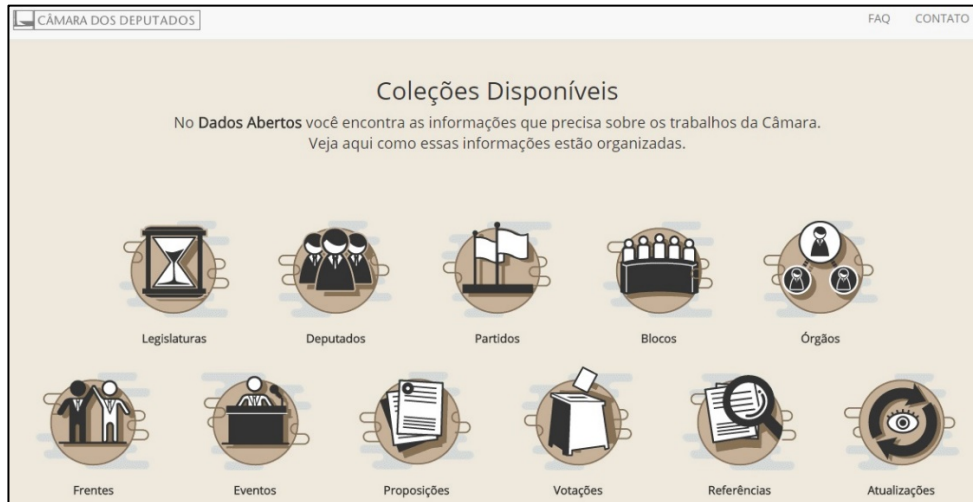 CÂMARA DOS DEPUTADOS
FAQ
CONTATO
Coleções Disponíveis
No Dados Abertos você encontra as informações que precisa sobre os trabalhos da Câmara.
Veja aqui como essas informações estão organizadas.
Legislaturas
Deputados
Partidos
Blocos
Órgãos
Frentes
Eventos
Proposições
Votações
Referências
Atualizações